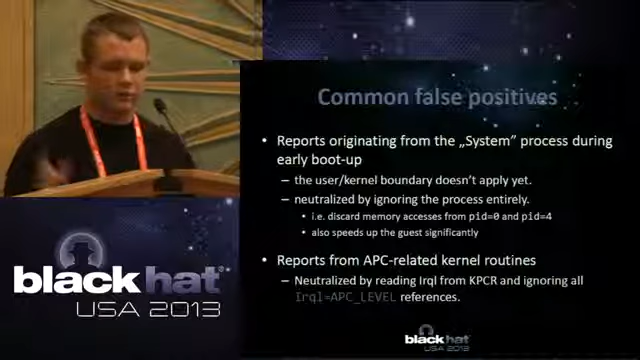 Common false positives
• Reports originating from the „System” process during
early boot-up
– the user/kernel boundary doesn't apply yet.
– neutralized by ignoring the process entirely.
• i.e. discard memory accesses from pid=0 and pid=4
• also speeds up the guest significantly
• Reports from APC-related kernel routines
– Neutralized by reading Irql from KPCR and ignoring all
Irql=APC_LEVEL references.
black hat®
USA 2013
black hat
USA 2013